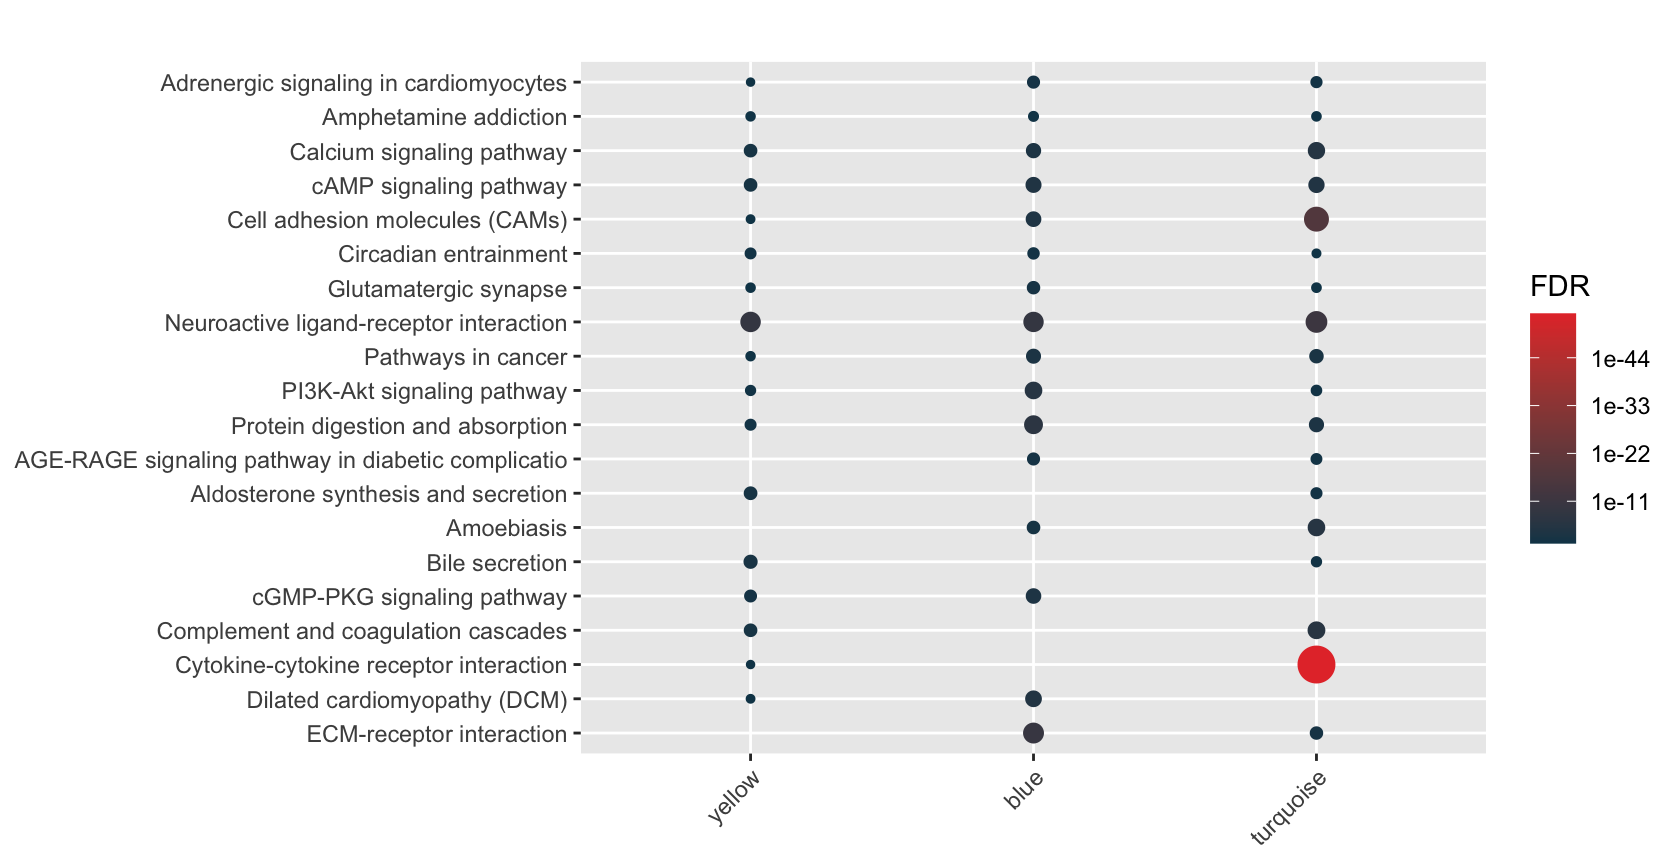 Adrenergic signaling in cardiomyocytes
Amphetamine addiction
Calcium signaling pathway
cAMP signaling pathway
Cell adhesion molecules (CAMs)
Circadian entrainment
Glutamatergic synapse
Neuroactive ligand-receptor interaction
Pathways in cancer
PI3K-Akt signaling pathway
Protein digestion and absorption
AGE-RAGE signaling pathway in diabetic complicatio
Aldosterone synthesis and secretion
Amoebiasis
Bile secretion
cGMP-PKG signaling pathway
Complement and coagulation cascades
Cytokine-cytokine receptor interaction
Dilated cardiomyopathy (DCM)
ECM-receptor interaction
yellow
blue
turquoise
FDR
1e-44
1e-33
1e-22
1e-11